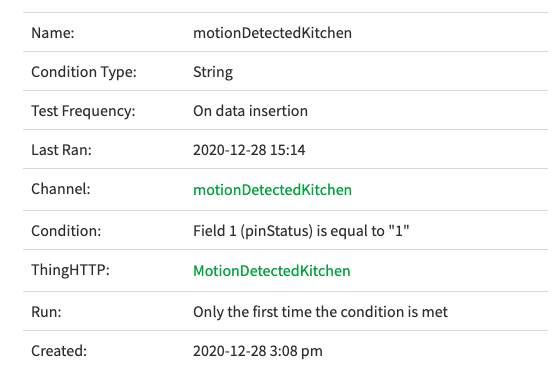 Name: motionDetectedKitchen
Condition Type: String
Test Frequency: On data insertion
Last Ran: 2020-12-28 15:14
Channel: motionDetectedKitchen
Condition: Field 1 (pinStatus) is equal to "1"
ThingHTTP: MotionDetectedKitchen
Run: Only the first time the condition is met
Created: 2020-12-28 3:08 pm